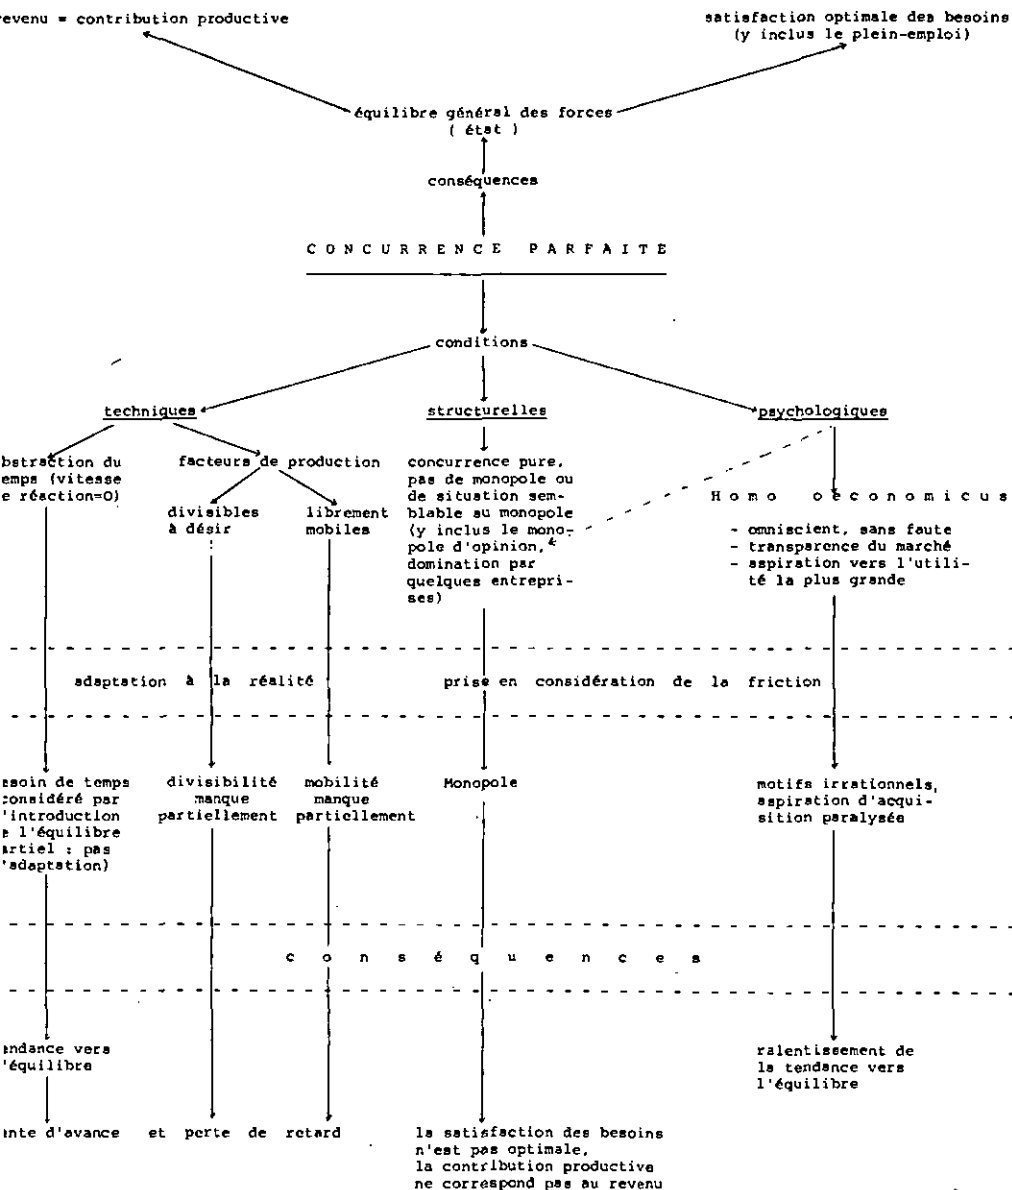 revenu = contribution productive
satisfaction optimale des besoins
(y inclus le plein-emploi)
équilibre général des forces
( état )
conséquences
CONCURRENCE PARFAITE
conditions
techniques
structurelles
psychologiques
bstraction du
emps (vitesse
e réaction=0)
facteurs de production
divisibles
à désir
librement
mobiles
concurrence pure,
pas de monopole ou
de situation sem-
blable au monopole
(y inclus le mono-
pole d'opinion,
domination par
quelques entrepri-
ses)
Homo oeconomicus
- omniscient, sans faute
- transparence du marché
- aspiration vers l'utili-
té la plus grande
adaptation à la réalité
prise en considération de la friction
esoin de temps
considéré par
'introduction
e l'équilibre
artiel : pas
'adaptation)
divisibilité
manque
partiellement
mobilité
manque
partiellement
Monopole
motifs irrationnels,
aspiration d'acqui-
sition paralysée
conséquences
endance vers
'équilibre
ralentissement de
la tendance vers
l'équilibre
nte d'avance et perte de retard
la satisfaction des besoins
n'est pas optimale,
la contribution productive
ne correspond pas au revenu